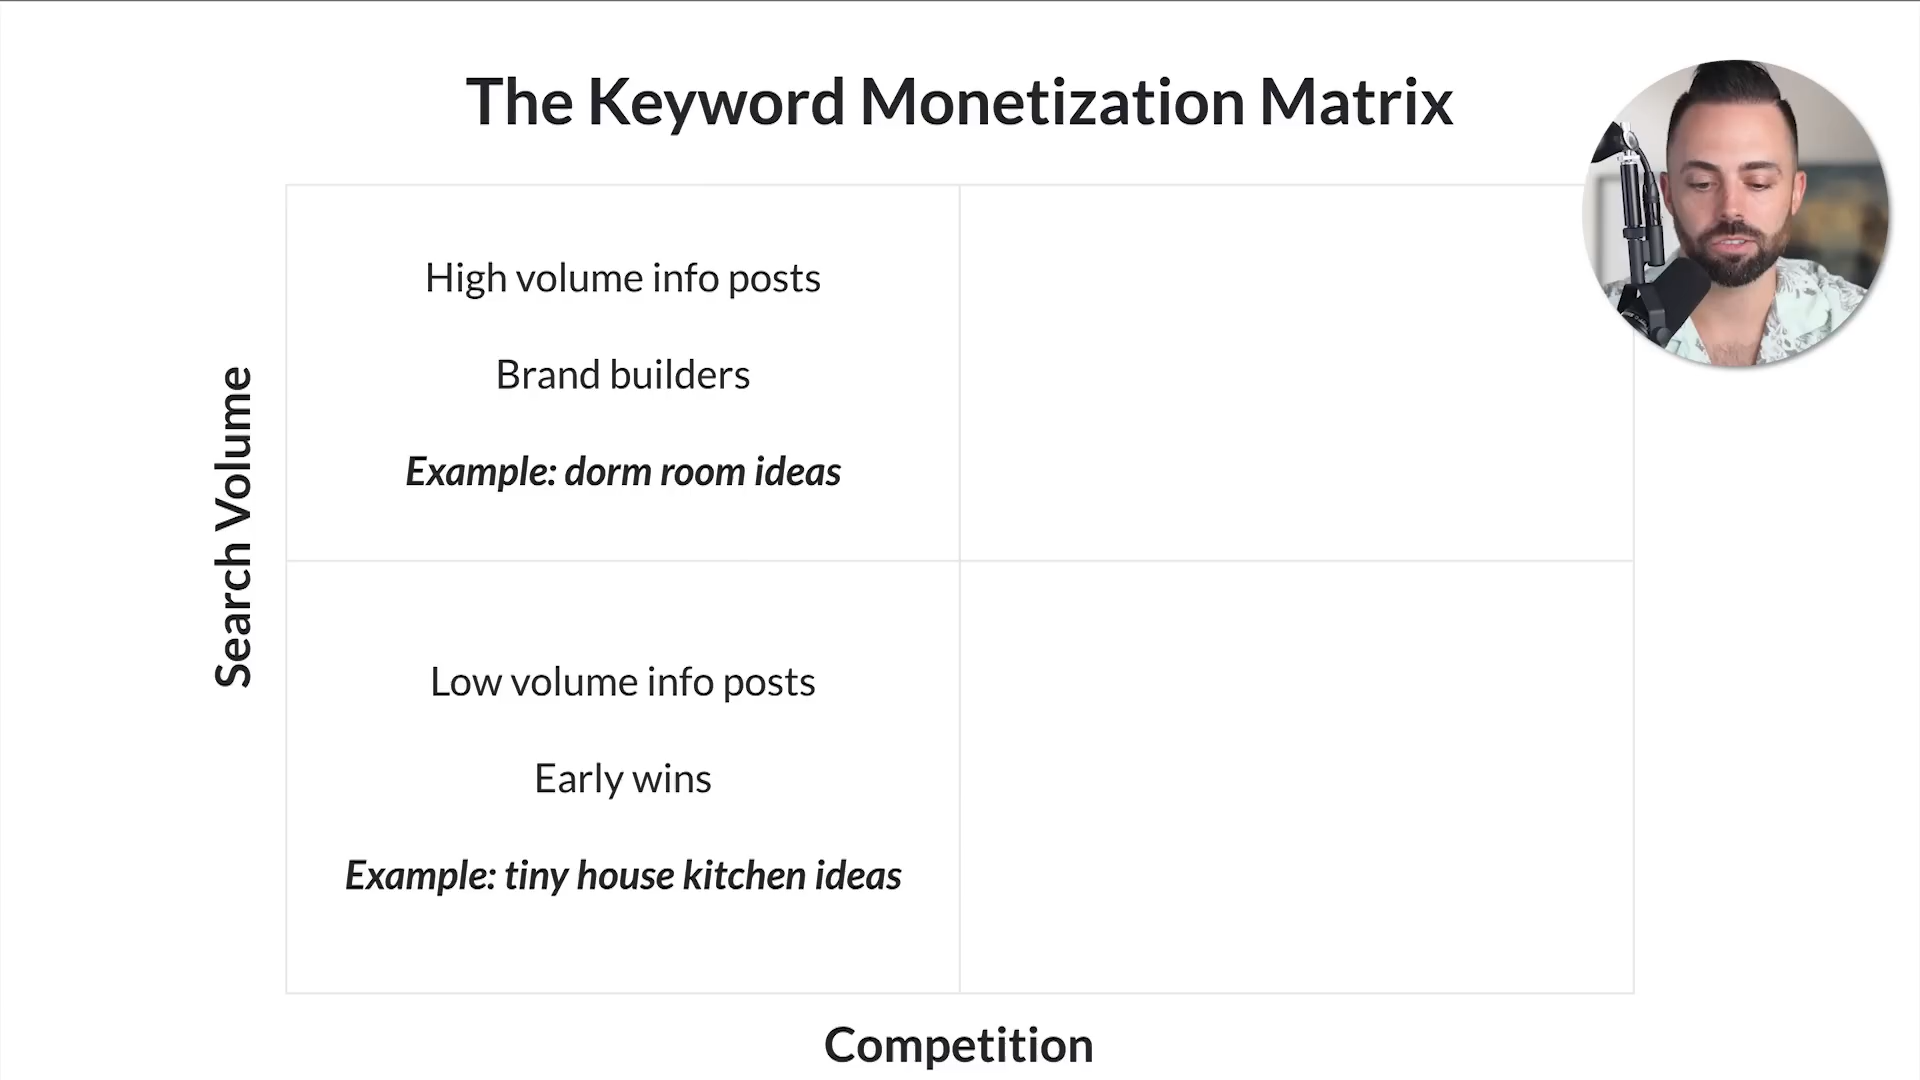 The Keyword Monetization Matrix
High volume info posts
Brand builders
Example: dorm room ideas
Search Volume
Low volume info posts
Early wins
Example: tiny house kitchen ideas
Competition